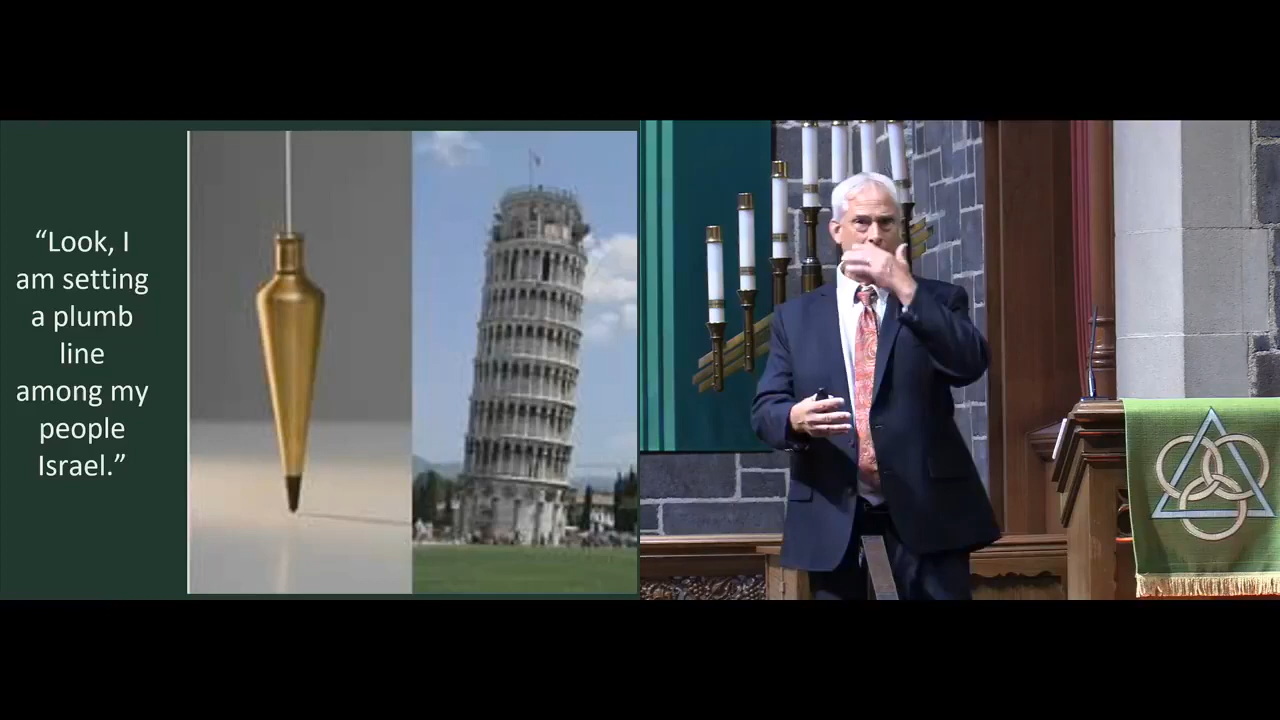 “Look, I
am setting
a plumb
line
among my
people
Israel.”